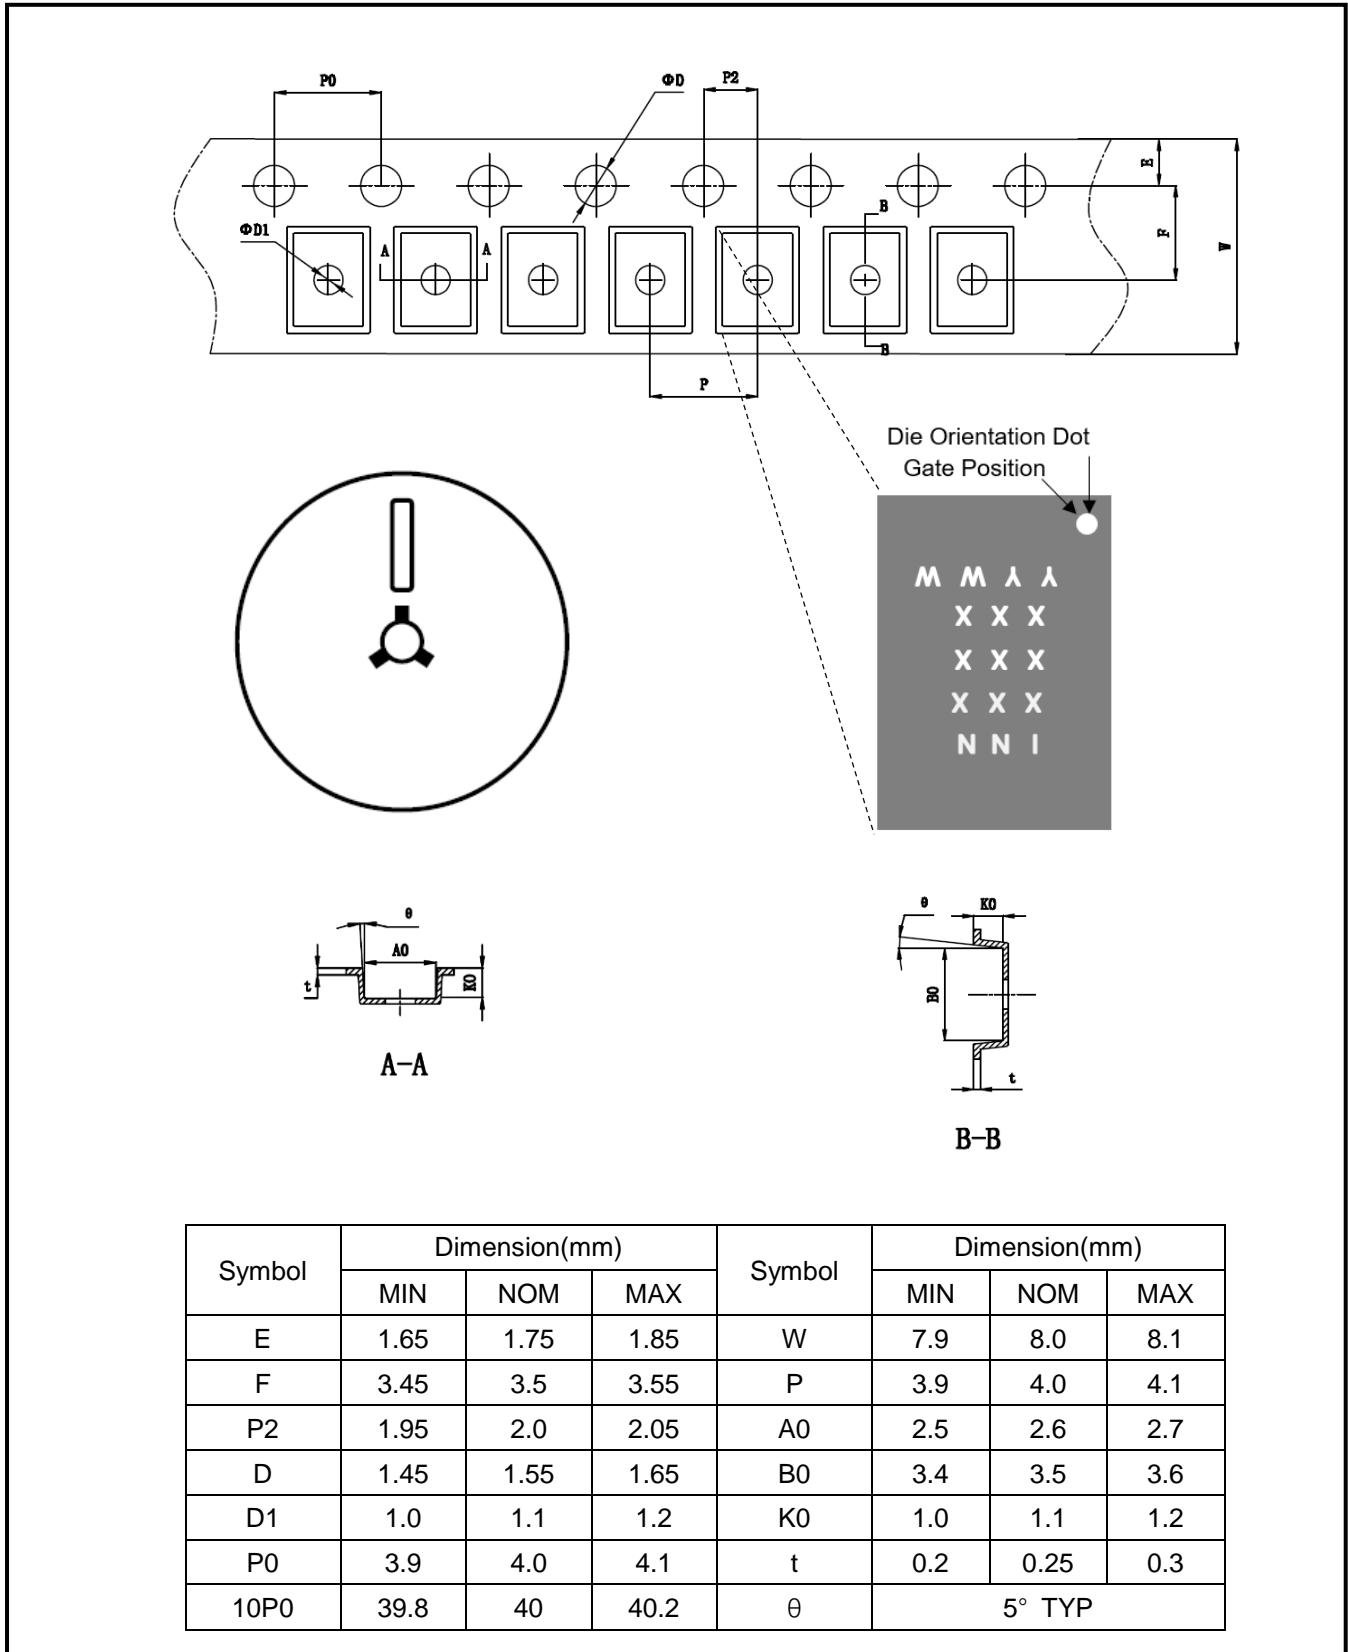 P0
ΦD
P2
E
B
ΦD1
A
A
F
W
B
P
Die Orientation Dot
Gate Position
W W Y Y
X X X
X X X
X X X
N N I
θ
A0
t
K0
A-A
θ
K0
B0
t
B-B
Symbol Dimension(mm) Symbol Dimension(mm)
MIN NOM MAX MIN NOM MAX
E 1.65 1.75 1.85 W 7.9 8.0 8.1
F 3.45 3.5 3.55 P 3.9 4.0 4.1
P2 1.95 2.0 2.05 A0 2.5 2.6 2.7
D 1.45 1.55 1.65 B0 3.4 3.5 3.6
D1 1.0 1.1 1.2 K0 1.0 1.1 1.2
P0 3.9 4.0 4.1 t 0.2 0.25 0.3
10P0 39.8 40 40.2 θ 5° TYP